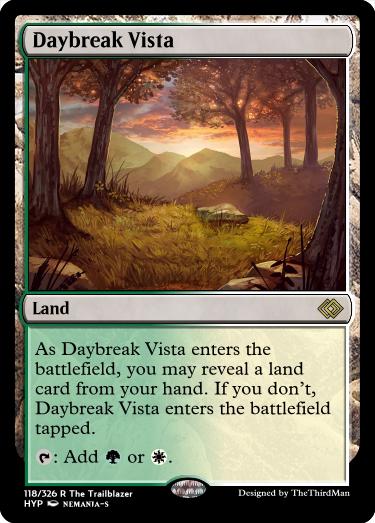 Daybreak Vista
Land
As Daybreak Vista enters the
battlefield, you may reveal a land
card from your hand. If you don't,
Daybreak Vista enters the battlefield
tapped.
: Add or .
118/326 R The Trailblazer
HYP NEMANIA-S
Designed by TheThirdMan